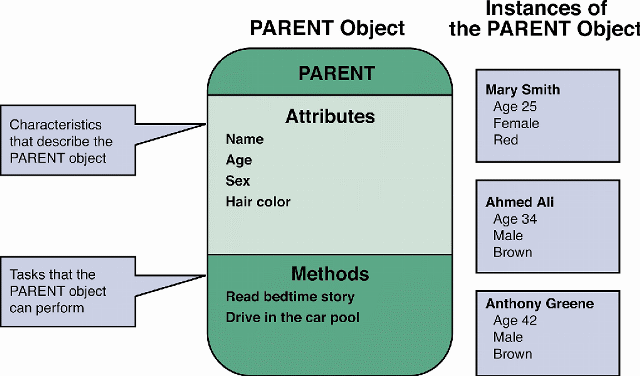 PARENT Object
Instances of
the PARENT Object
PARENT
Attributes
Name
Age
Sex
Hair color
Methods
Read bedtime story
Drive in the car pool
Characteristics
that describe the
PARENT object
Tasks that the
PARENT object
can perform
Mary Smith
Age 25
Female
Red
Ahmed Ali
Age 34
Male
Brown
Anthony Greene
Age 42
Male
Brown